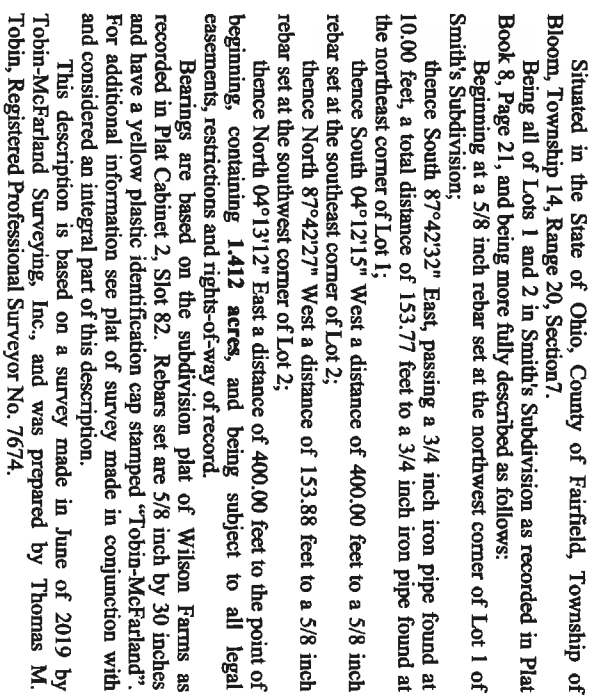 Situated in the State of Ohio, County of Fairfield, Township of
Bloom, Township 14, Range 20, Section7.
Being all of Lots 1 and 2 in Smith's Subdivision as recorded in Plat
Book 8, Page 21, and being more fully described as follows:
Beginning at a 5/8 inch rebar set at the northwest corner of Lot 1 of
Smith's Subdivision;
thence South 87°42'32" East, passing a 3/4 inch iron pipe found at
10.00 feet, a total distance of 153.77 feet to a 3/4 inch iron pipe found at
the northeast corner of Lot 1;
thence South 04°12'15" West a distance of 400.00 feet to a 5/8 inch
rebar set at the southeast corner of Lot 2;
thence North 87°42'27" West a distance of 153.88 feet to a 5/8 inch
rebar set at the southwest corner of Lot 2;
thence North 04°13'12" East a distance of 400.00 feet to the point of
beginning, containing 1.412 acres, and being subject to all legal
easements, restrictions and rights-of-way of record.
Bearings are based on the subdivision plat of Wilson Farms as
recorded in Plat Cabinet 2, Slot 82. Rebars set are 5/8 inch by 30 inches
and have a yellow plastic identification cap stamped "Tobin-McFarland".
For additional information see plat of survey made in conjunction with
and considered an integral part of this description.
This description is based on a survey made in June of 2019 by
Tobin-McFarland Surveying, Inc., and was prepared by Thomas M.
Tobin, Registered Professional Surveyor No. 7674.